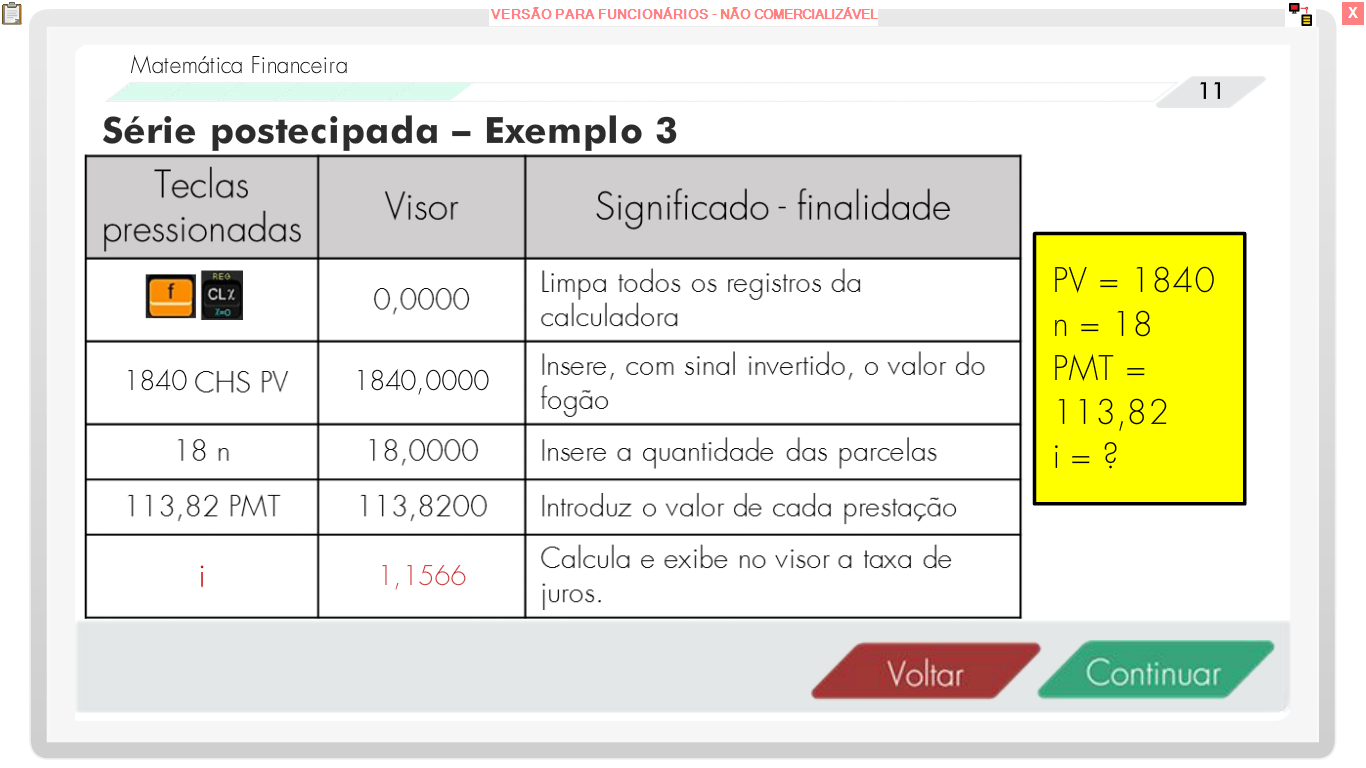 VERSÃO PARA FUNCIONÁRIOS - NÃO COMERCIALIZÁVEL
X
Matemática Financeira
11
Série postecipada – Exemplo 3
Teclas
pressionadas
Visor
Significado - finalidade
f
REG
CLX
X=0
0,0000
Limpa todos os registros da
calculadora
1840 CHS PV
1840,0000
Insere, com sinal invertido, o valor do
fogão
18 n
18,0000
Insere a quantidade das parcelas
113,82 PMT
113,8200
Introduz o valor de cada prestação
i
1,1566
Calcula e exibe no visor a taxa de
juros.
PV = 1840
n = 18
PMT =
113,82
i = ?
Voltar
Continuar